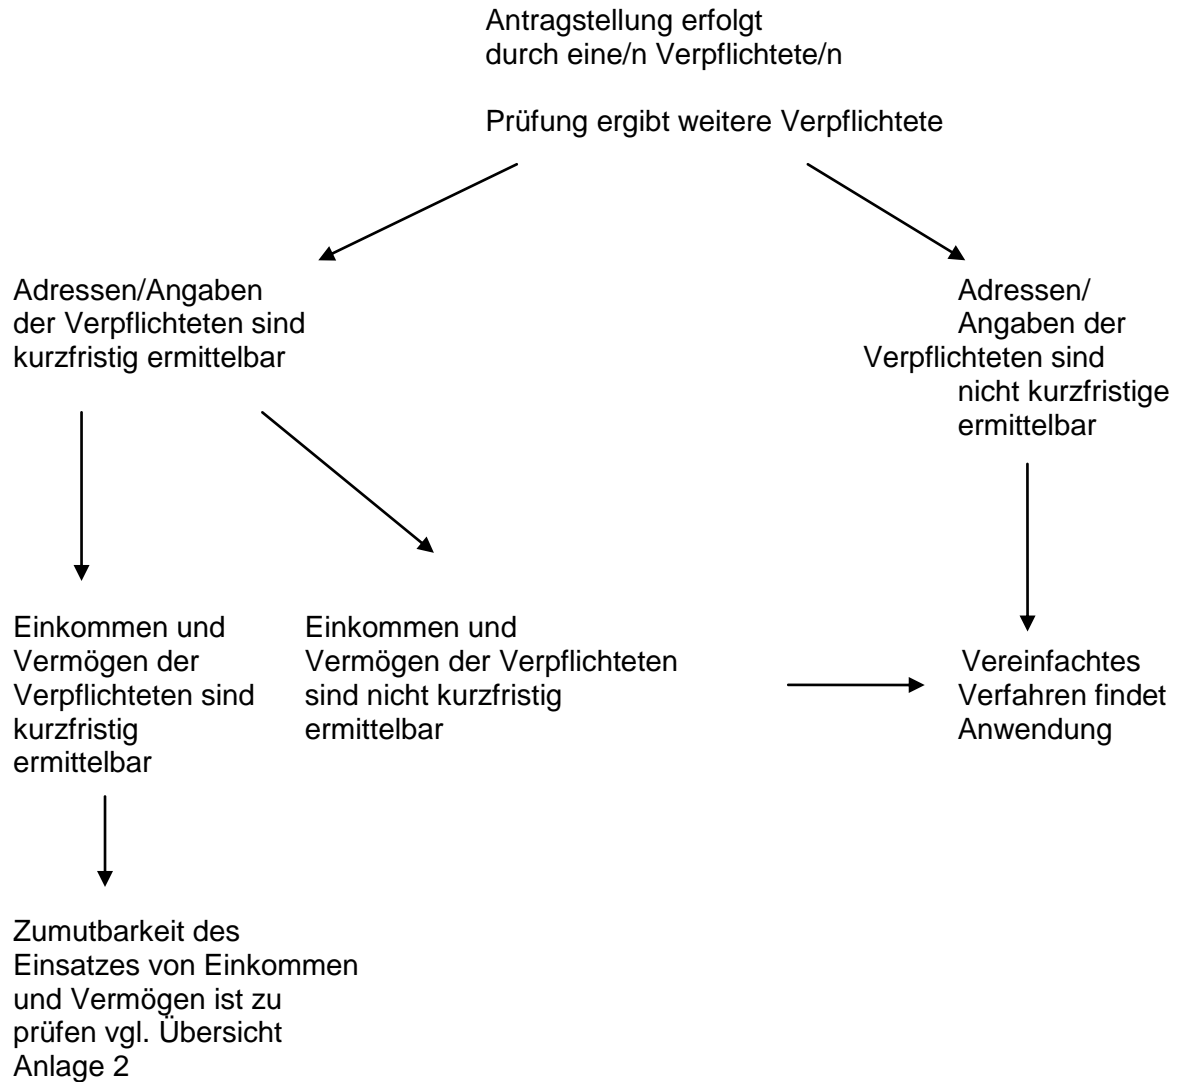 Antragstellung erfolgt
durch eine/n Verpflichtete/n
Prüfung ergibt weitere Verpflichtete
Adressen/Angaben
der Verpflichteten sind
kurzfristig ermittelbar
Adressen/
Angaben der
Verpflichteten sind
nicht kurzfristige
ermittelbar
Einkommen und
Vermögen der
Verpflichteten sind
kurzfristig
ermittelbar
Einkommen und
Vermögen der Verpflichteten
sind nicht kurzfristig
ermittelbar
Vereinfachtes
Verfahren findet
Anwendung
Zumutbarkeit des
Einsatzes von Einkommen
und Vermögen ist zu
prüfen vgl. Übersicht
Anlage 2